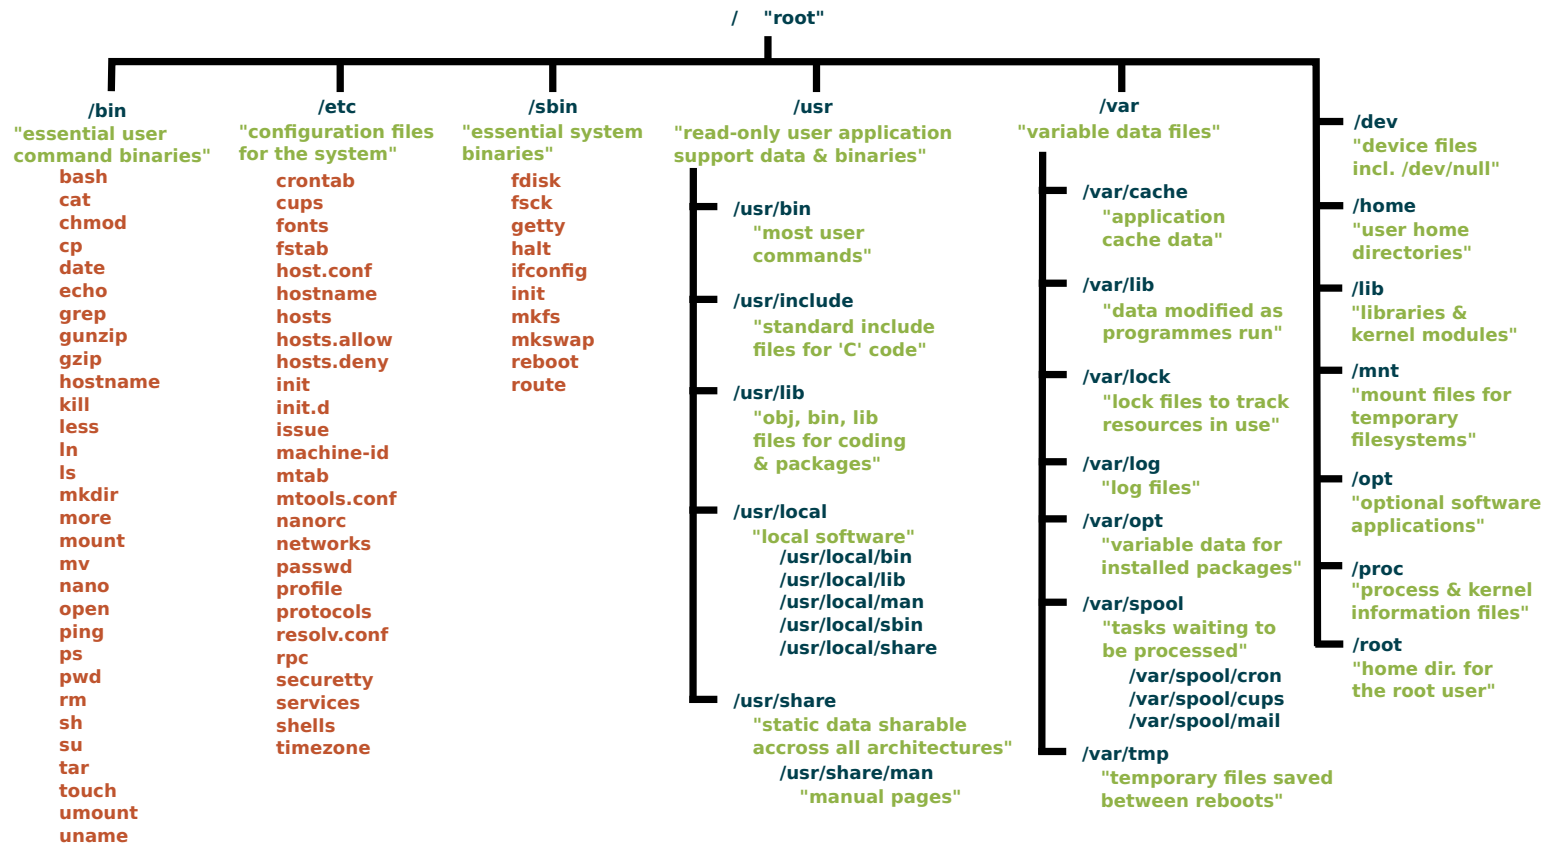 / "root"
/bin
"essential user
command binaries"
bash
cat
chmod
cp
date
echo
grep
gunzip
gzip
hostname
kill
less
ln
ls
mkdir
more
mount
mv
nano
open
ping
ps
pwd
rm
sh
su
tar
touch
umount
uname
/etc
"configuration files
for the system"
crontab
cups
fonts
fstab
host.conf
hostname
hosts
hosts.allow
hosts.deny
init
init.d
issue
machine-id
mtab
mtools.conf
nanorc
networks
passwd
profile
protocols
resolv.conf
rpc
securetty
services
shells
timezone
/sbin
"essential system
binaries"
fdisk
fsck
getty
halt
ifconfig
init
mkfs
mkswap
reboot
route
/usr
"read-only user application
support data & binaries"
/usr/bin
"most user
commands"
/usr/include
"standard include
files for 'C' code"
/usr/lib
"obj, bin, lib
files for coding
& packages"
/usr/local
"local software"
/usr/local/bin
/usr/local/lib
/usr/local/man
/usr/local/sbin
/usr/local/share
/usr/share
"static data sharable
accross all architectures"
/usr/share/man
"manual pages"
/var
"variable data files"
/var/cache
"application
cache data"
/var/lib
"data modified as
programmes run"
/var/lock
"lock files to track
resources in use"
/var/log
"log files"
/var/opt
"variable data for
installed packages"
/var/spool
"tasks waiting to
be processed"
/var/spool/cron
/var/spool/cups
/var/spool/mail
/var/tmp
"temporary files saved
between reboots"
/dev
"device files
incl. /dev/null"
/home
"user home
directories"
/lib
"libraries &
kernel modules"
/mnt
"mount files for
temporary
filesystems"
/opt
"optional software
applications"
/proc
"process & kernel
information files"
/root
"home dir. for
the root user"